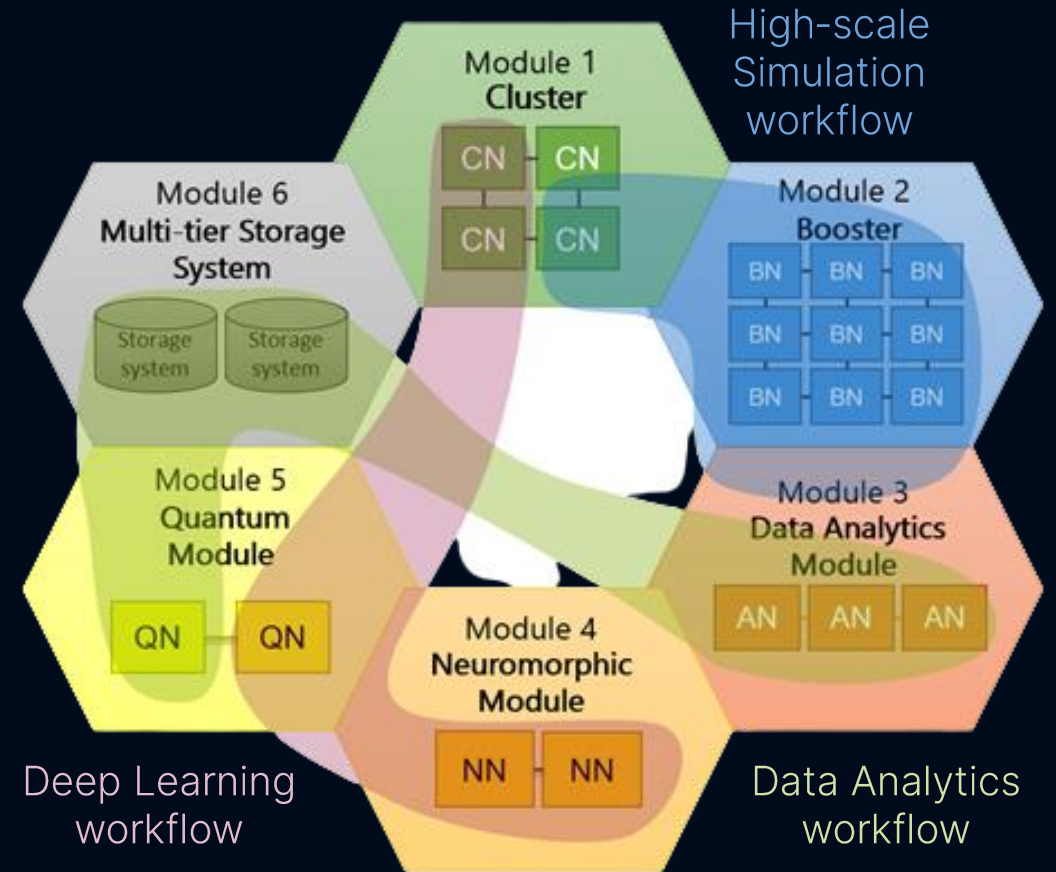 High-scale
Simulation
workflow
Module 1
Cluster
CN CN
CN CN
Module 2
Booster
BN BN BN
BN BN BN
BN BN BN
Module 6
Multi-tier Storage
System
Storage Storage
system system
Module 5
Quantum
Module
QN QN
Module 3
Data Analytics
Module
AN AN AN
Module 4
Neuromorphic
Module
NN NN
Deep Learning
workflow
Data Analytics
workflow